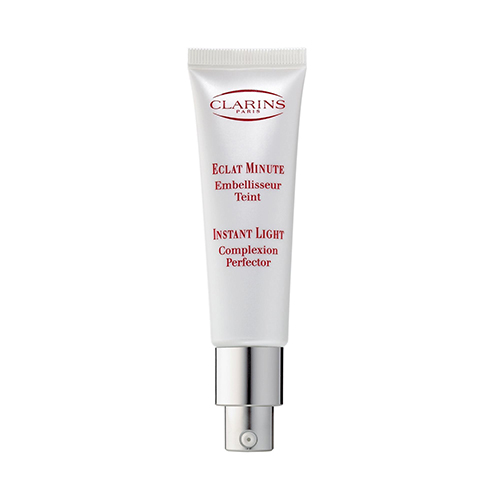 CLARINS
PARIS
ECLAT MINUTE
Embellisseur
Teint
INSTANT LIGHT
Complexion
Perfector